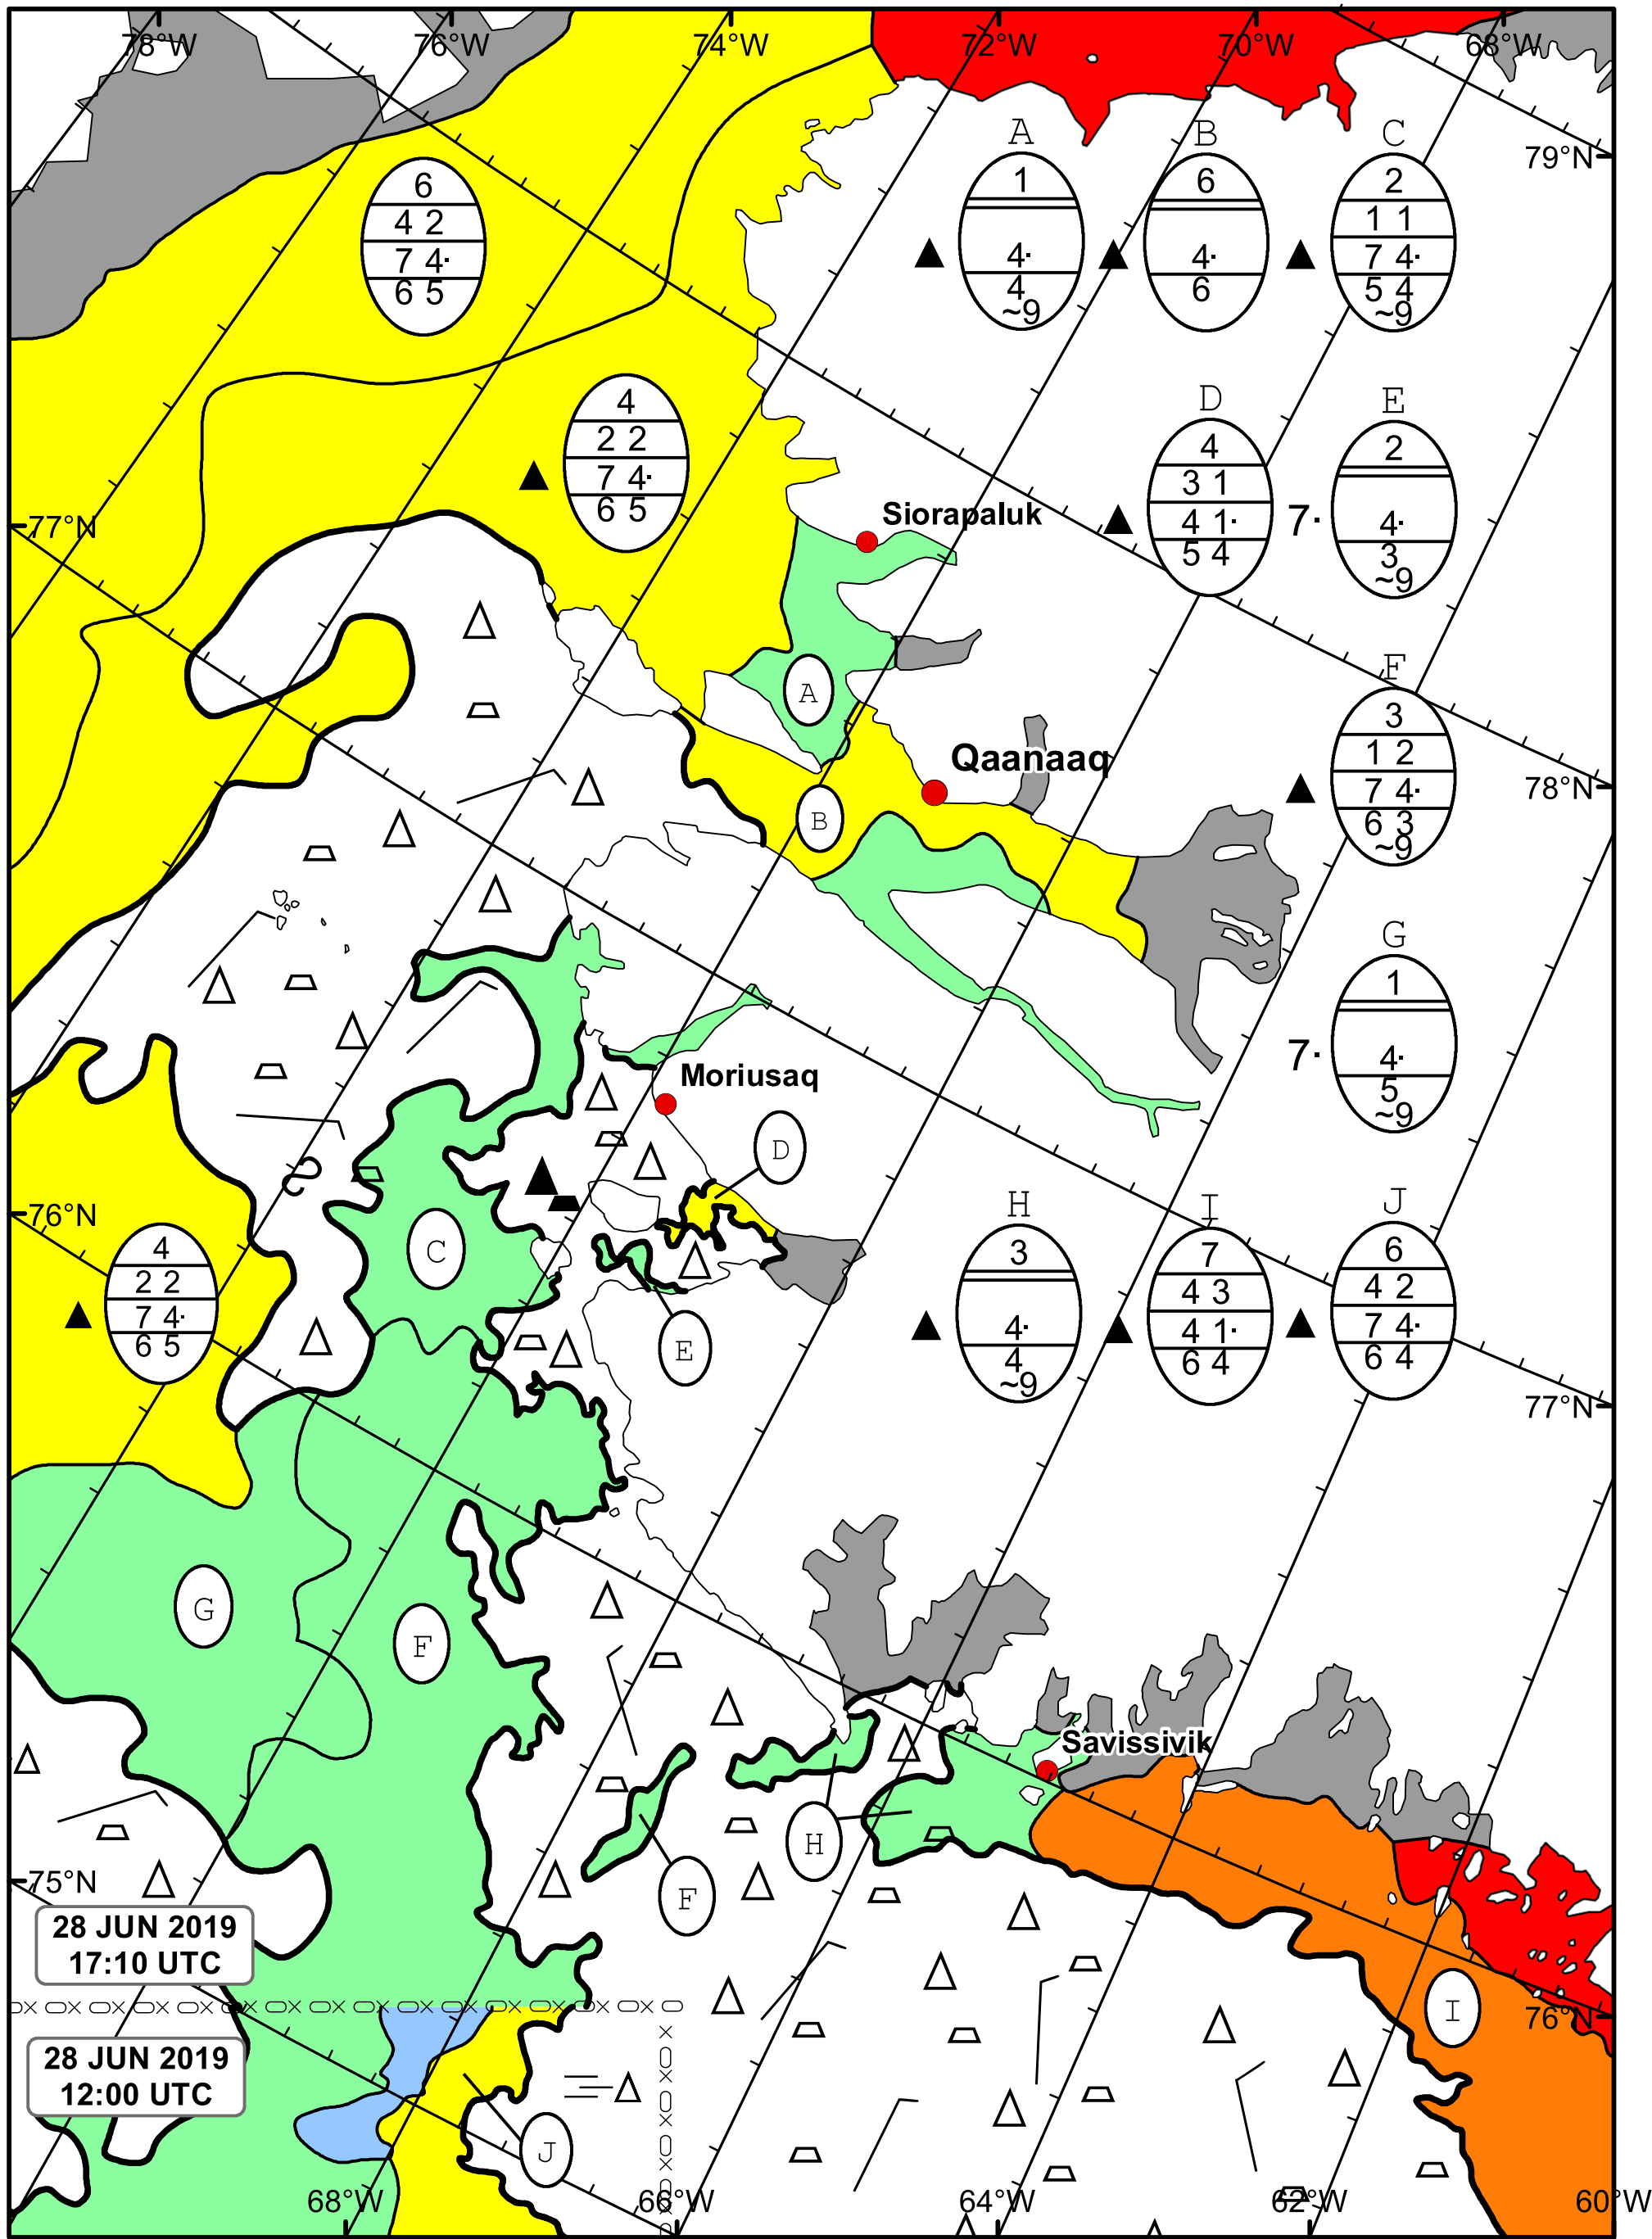 78°W 76°W 74°W 72°W 70°W 68°W
79°N
A B C
1
4·
4
~9
6
4·
6
2
1 1
7 4·
5 4
~9
6
4 2
7 4·
6 5
4
2 2
7 4·
6 5
D E
4
3 1
4 1·
5 4
7·
2
4·
3
~9
Siorapaluk
77°N
F
3
1 2
7 4·
6 3
~9
A
Qaanaaq
78°N
B
G
7·
1
4·
5
~9
Moriusaq
D
76°N
C
4
2 2
7 4·
6 5
E
H I J
3
4·
4
~9
7
4 3
4 1·
6 4
6
4 2
7 4·
6 4
77°N
G
F
Savissivik
H
F
75°N
28 JUN 2019
17:10 UTC
I
76°N
28 JUN 2019
12:00 UTC
J
68°W 66°W 64°W 62°W 60°W